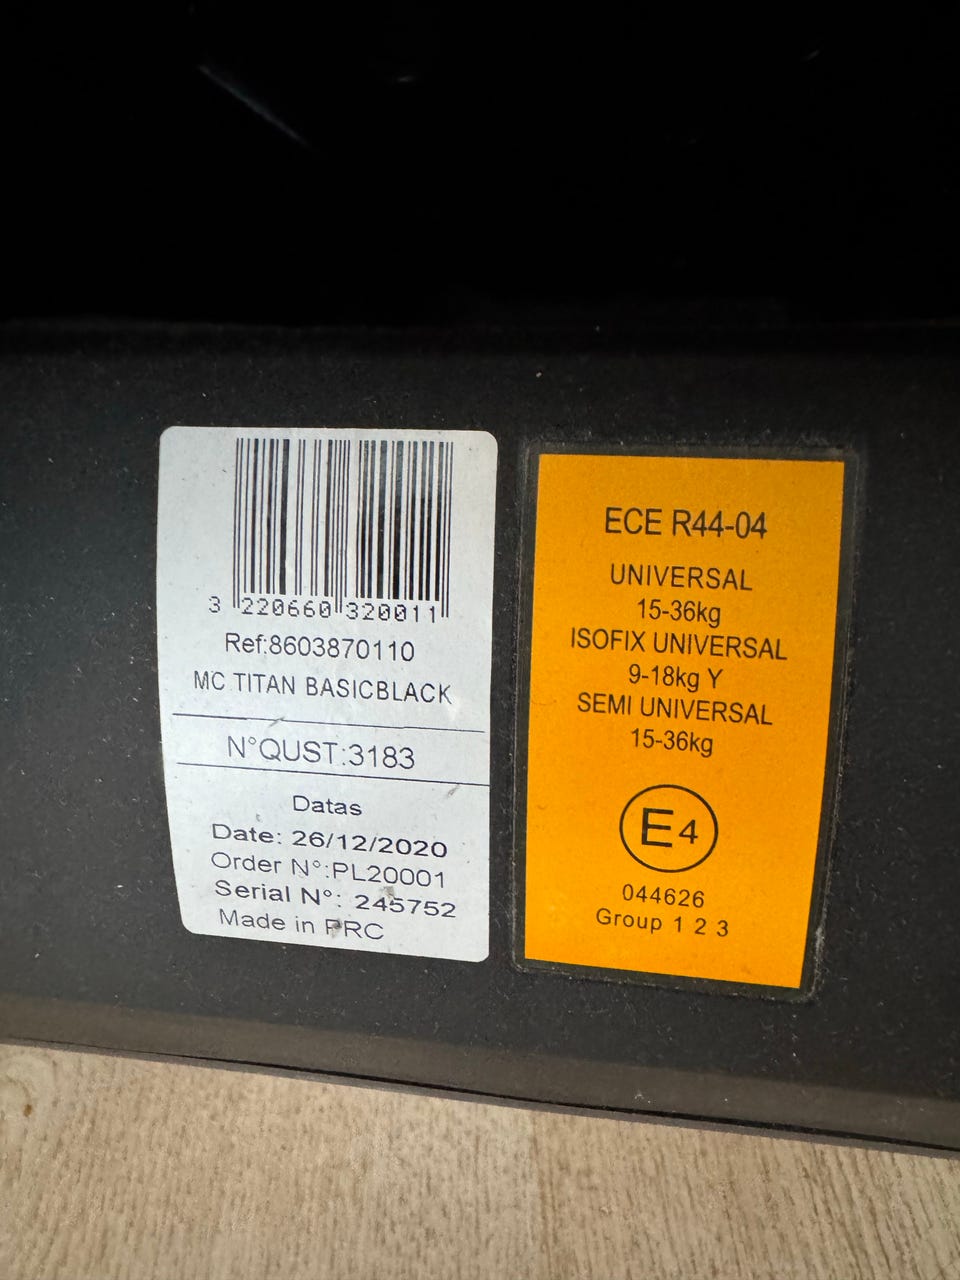 3 220660 320011
Ref:8603870110
MC TITAN BASICBLACK
N°QUST:3183
Datas
Date: 26/12/2020
Order N°:PL20001
Serial N°: 245752
Made in PRC
ECE R44-04
UNIVERSAL
15-36kg
ISOFIX UNIVERSAL
9-18kg Y
SEMI UNIVERSAL
15-36kg
E4
044626
Group 1 2 3